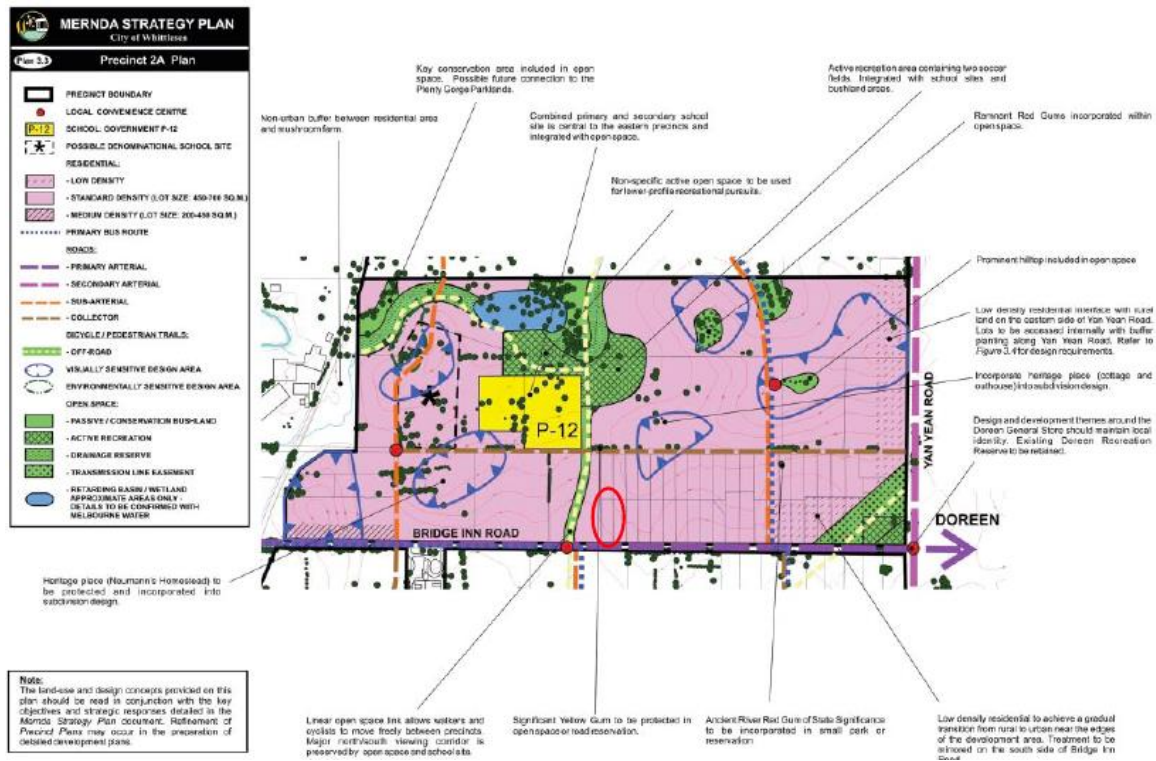 MERNDA STRATEGY PLAN
City of Whittlesea
Plan 3.3
Precinct 2A Plan
PRECINCT BOUNDARY
LOCAL CONVENIENCE CENTRE
P-12
SCHOOL: GOVERNMENT P-12
POSSIBLE DENOMINATIONAL SCHOOL SITE
RESIDENTIAL:
- LOW DENSITY
- STANDARD DENSITY (LOT SIZE: 450-700 SQ.M.)
- MEDIUM DENSITY (LOT SIZE: 200-450 SQ.M.)
PRIMARY BUS ROUTE
ROADS:
- PRIMARY ARTERIAL
- SECONDARY ARTERIAL
- SUB-ARTERIAL
- COLLECTOR
BICYCLE / PEDESTRIAN TRAILS:
- OFF-ROAD
VISUALLY SENSITIVE DESIGN AREA
ENVIRONMENTALLY SENSITIVE DESIGN AREA
OPEN SPACE:
- PASSIVE / CONSERVATION BUSHLAND
- ACTIVE RECREATION
- DRAINAGE RESERVE
- TRANSMISSION LINE EASEMENT
- RETARDING BASIN / WETLAND
APPROXIMATE AREAS ONLY -
DETAILS TO BE CONFIRMED WITH
MELBOURNE WATER
Key conservation area included in open
space. Possible future connection to the
Plenty Gorge Parklands.
Non-urban buffer between residential area
and mushroom farm.
Combined primary and secondary school
site is central to the eastern precincts and
integrated with open space.
Non-specific active open space to be used
for lower-profile recreational pursuits.
Active recreation area containing two soccer
fields. Integrated with school sites and
bushland areas.
Remnant Red Gums incorporated within
open space.
Prominent hilltop included in open space
Low density residential interface with rural
land on the eastern side of Yan Yean Road.
Lots to be accessed internally with buffer
planting along Yan Yean Road. Refer to
Figure 3.4 for design requirements.
Incorporate heritage place (cottage and
outhouse) into subdivision design.
Design and development themes around the
Doreen General Store should maintain local
identity. Existing Doreen Recreation
Reserve to be retained.
P-12
YAN YEAN ROAD
BRIDGE INN ROAD
DOREEN
Heritage place (Neumann's Homestead) to
be protected and incorporated into
subdivision design.
Linear open space link allows walkers and
cyclists to move freely between precincts.
Major north/south viewing corridor is
preserved by open space and school site.
Significant Yellow Gum to be protected in
open space or road reservation.
Ancient River Red Gum of State Significance
to be incorporated in small park or
reservation
Low density residential to achieve a gradual
transition from rural to urban near the edges
of the development area. Treatment to be
mirrored on the south side of Bridge Inn
Road.
Note:
The land-use and design concepts provided on this
plan should be read in conjunction with the key
objectives and strategic responses detailed in the
Mernda Strategy Plan document. Refinement of
Precinct Plans may occur in the preparation of
detailed development plans.